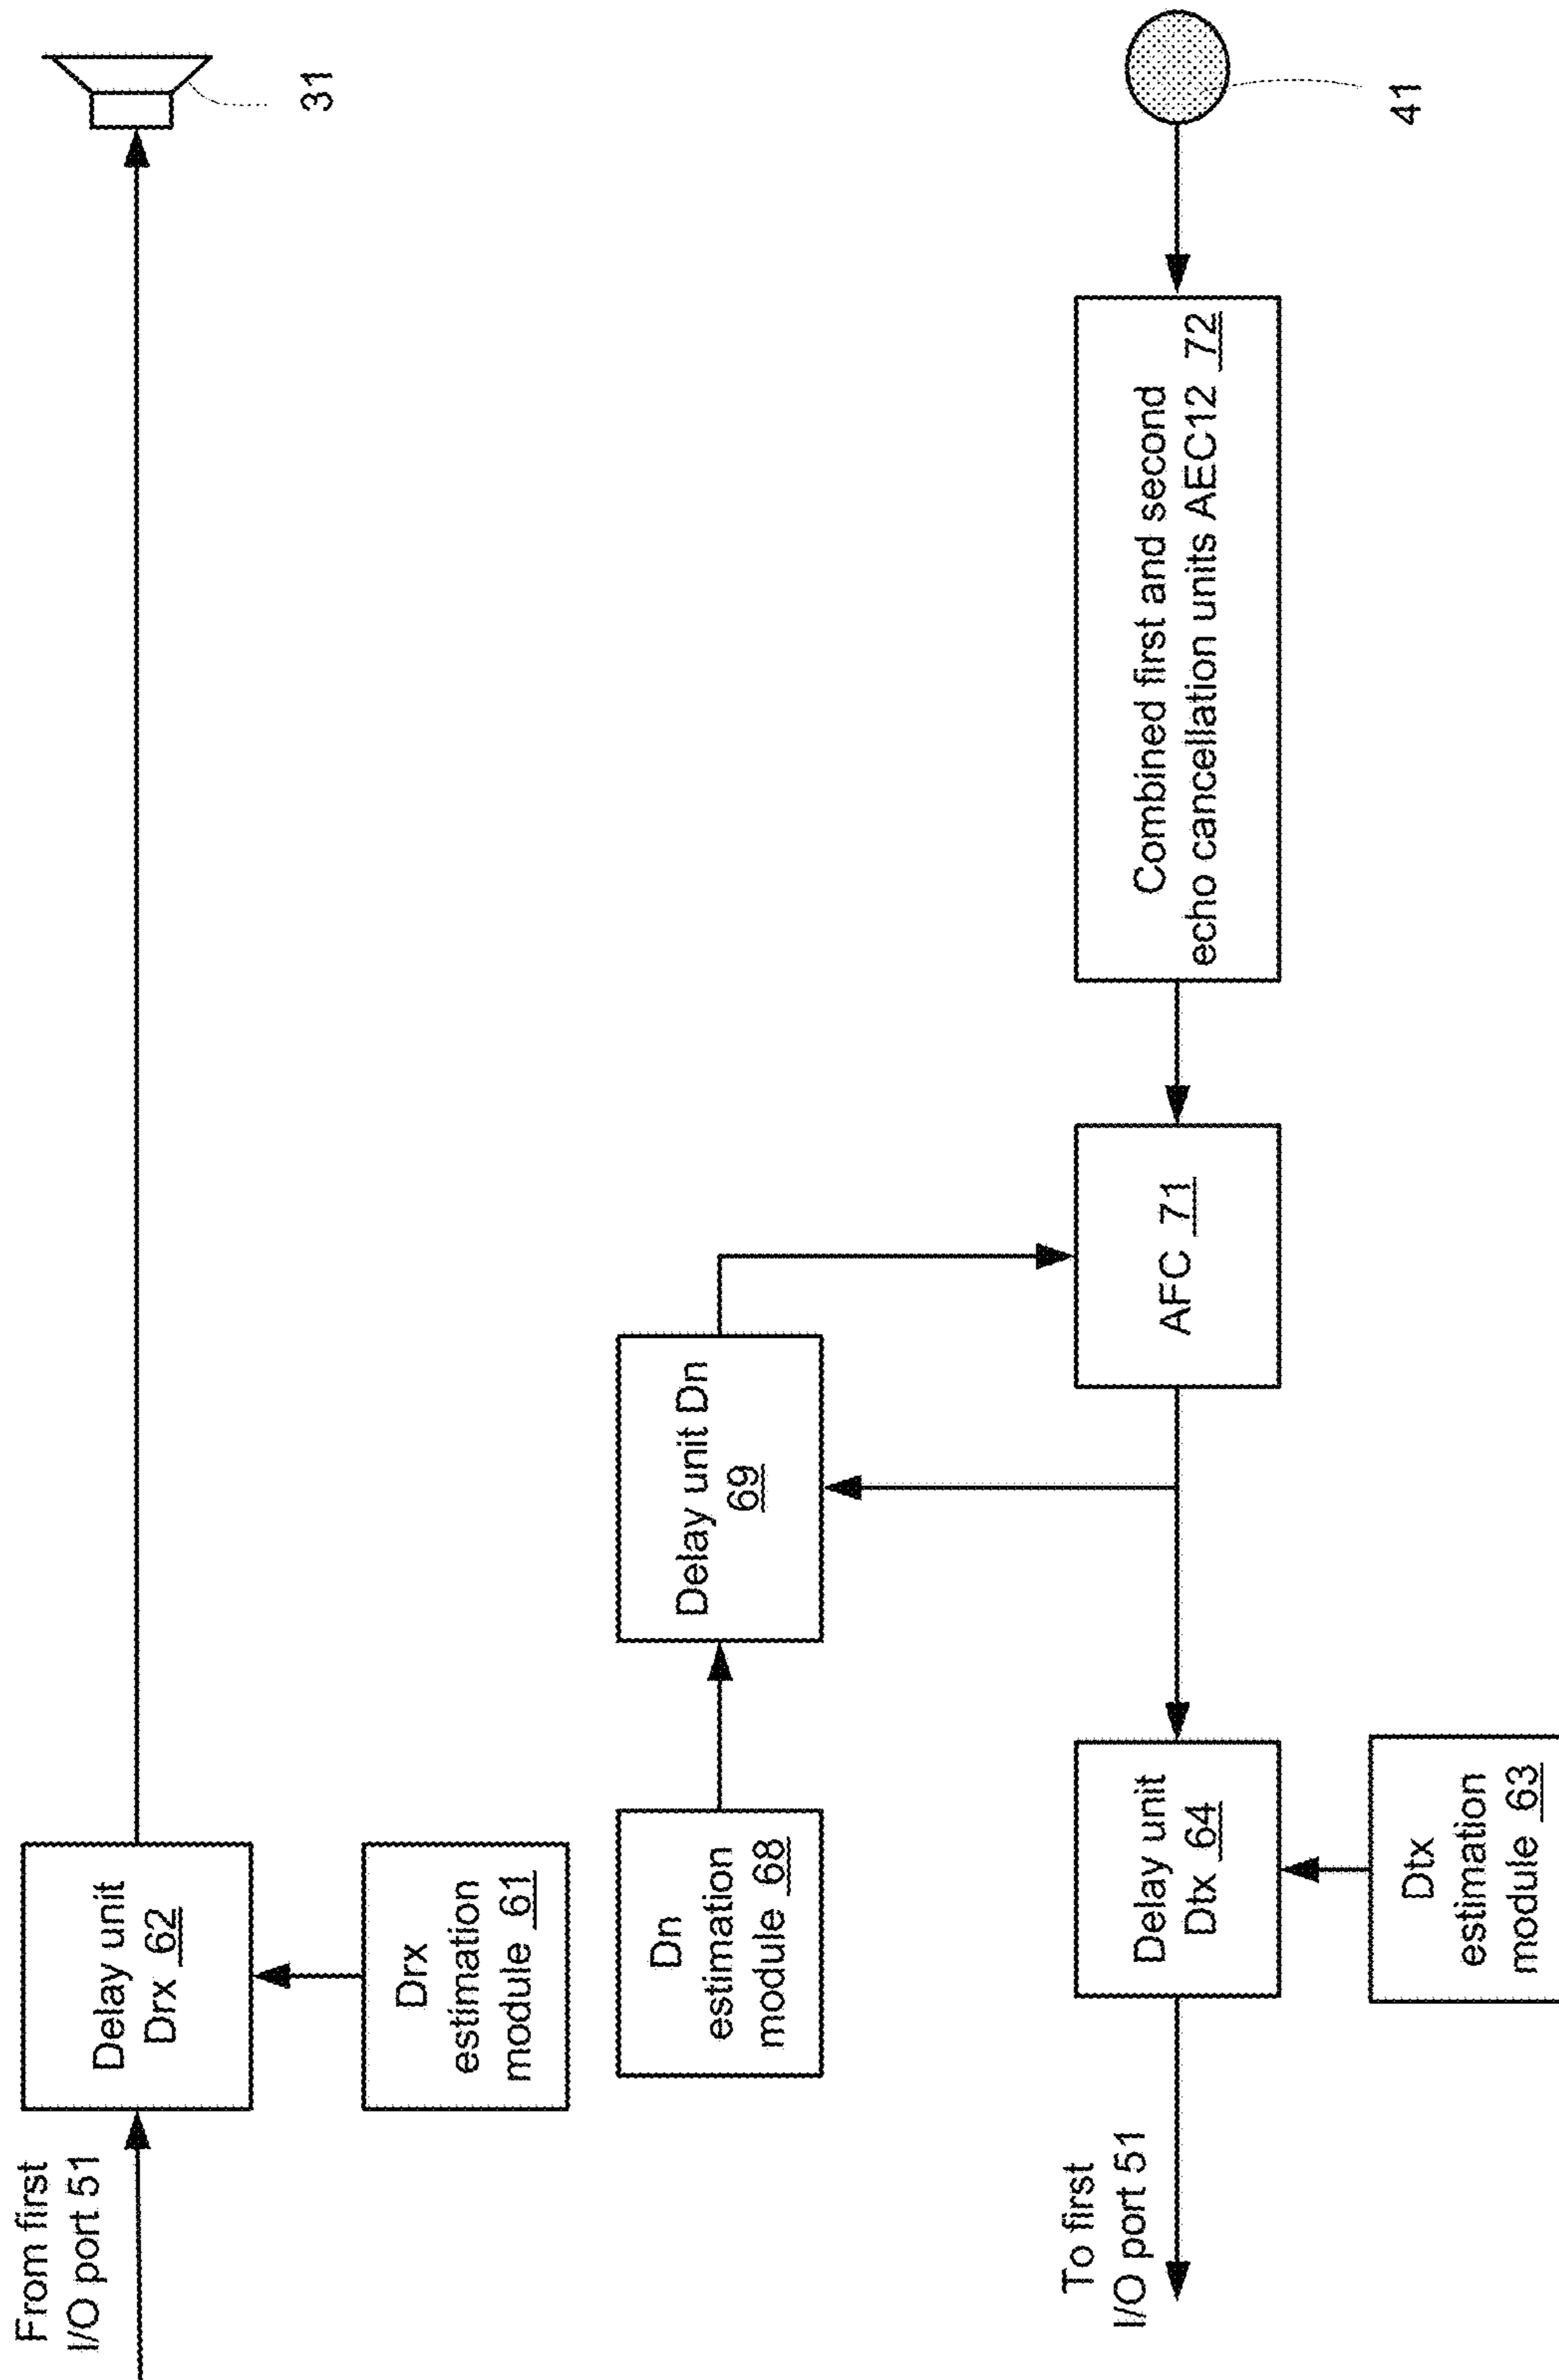 From first
I/O port 51
Delay unit
Drx 62
Drx
estimation
module 61
31
Dn
estimation
module 68
Delay unit Dn
69
To first
I/O port 51
Delay unit
Dtx 64
Dtx
estimation
module 63
AFC 71
Combined first and second
echo cancellation units AEC12 72
41